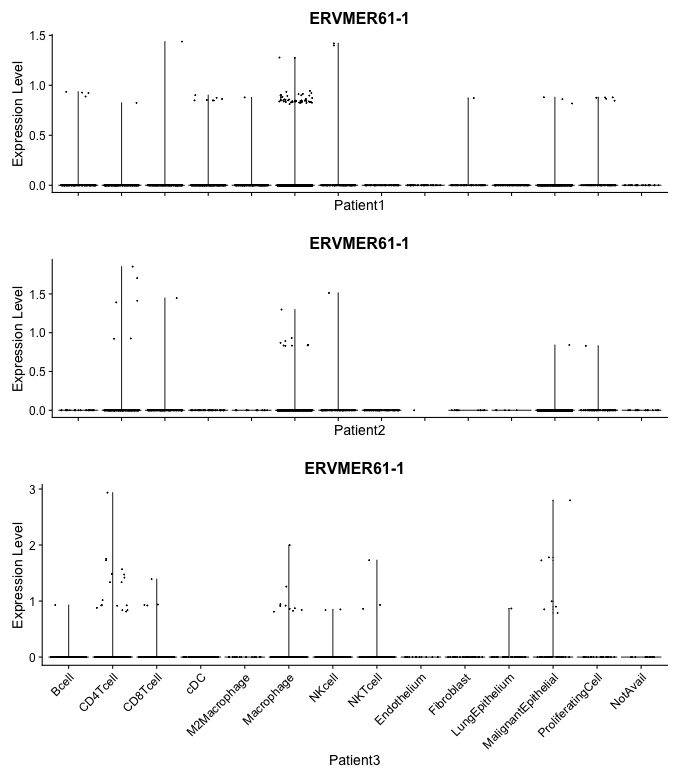 ERVMER61-1
Expression Level
1.5
1.0
0.5
0.0
Patient1
ERVMER61-1
Expression Level
1.5
1.0
0.5
0.0
Patient2
ERVMER61-1
Expression Level
3
2
1
0
Bcell
CD4Tcell
CD8Tcell
cDC
M2Macrophage
Macrophage
NKcell
NKTcell
Endothelium
Fibroblast
LungEpithelium
MalignantEpithelial
ProliferatingCell
NotAvail
Patient3